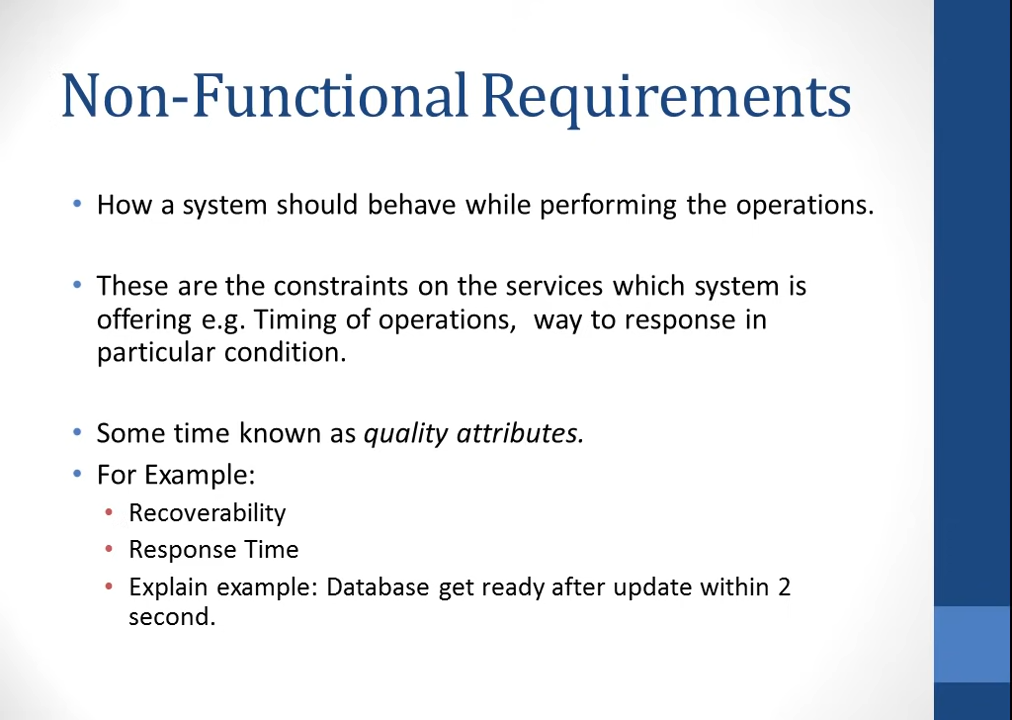 Non-Functional Requirements
• How a system should behave while performing the operations.
• These are the constraints on the services which system is
offering e.g. Timing of operations, way to response in
particular condition.
• Some time known as quality attributes.
• For Example:
• Recoverability
• Response Time
• Explain example: Database get ready after update within 2
second.